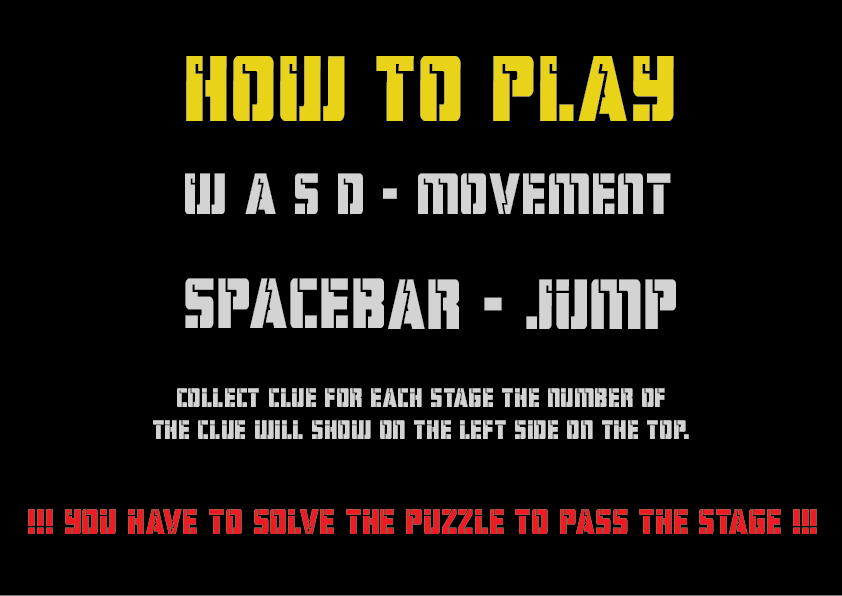 HOW TO PLAY
W A S D - MOVEMENT
SPACEBAR - JUMP
COLLECT CLUE FOR EACH STAGE THE NUMBER OF
THE CLUE WILL SHOW ON THE LEFT SIDE ON THE TOP.
!!! YOU HAVE TO SOLVE THE PUZZLE TO PASS THE STAGE !!!